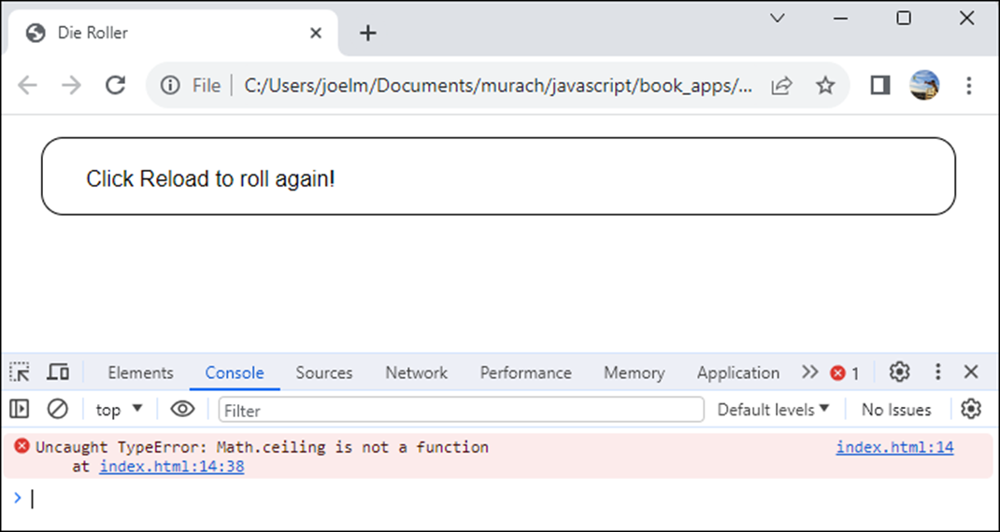 Die Roller
File | C:/Users/joelm/Documents/murach/javascript/book_apps/...
Click Reload to roll again!
Elements Console Sources Network Performance Memory Application 1
top Filter Default levels No Issues
Uncaught TypeError: Math.ceiling is not a function index.html:14
at index.html:14:38